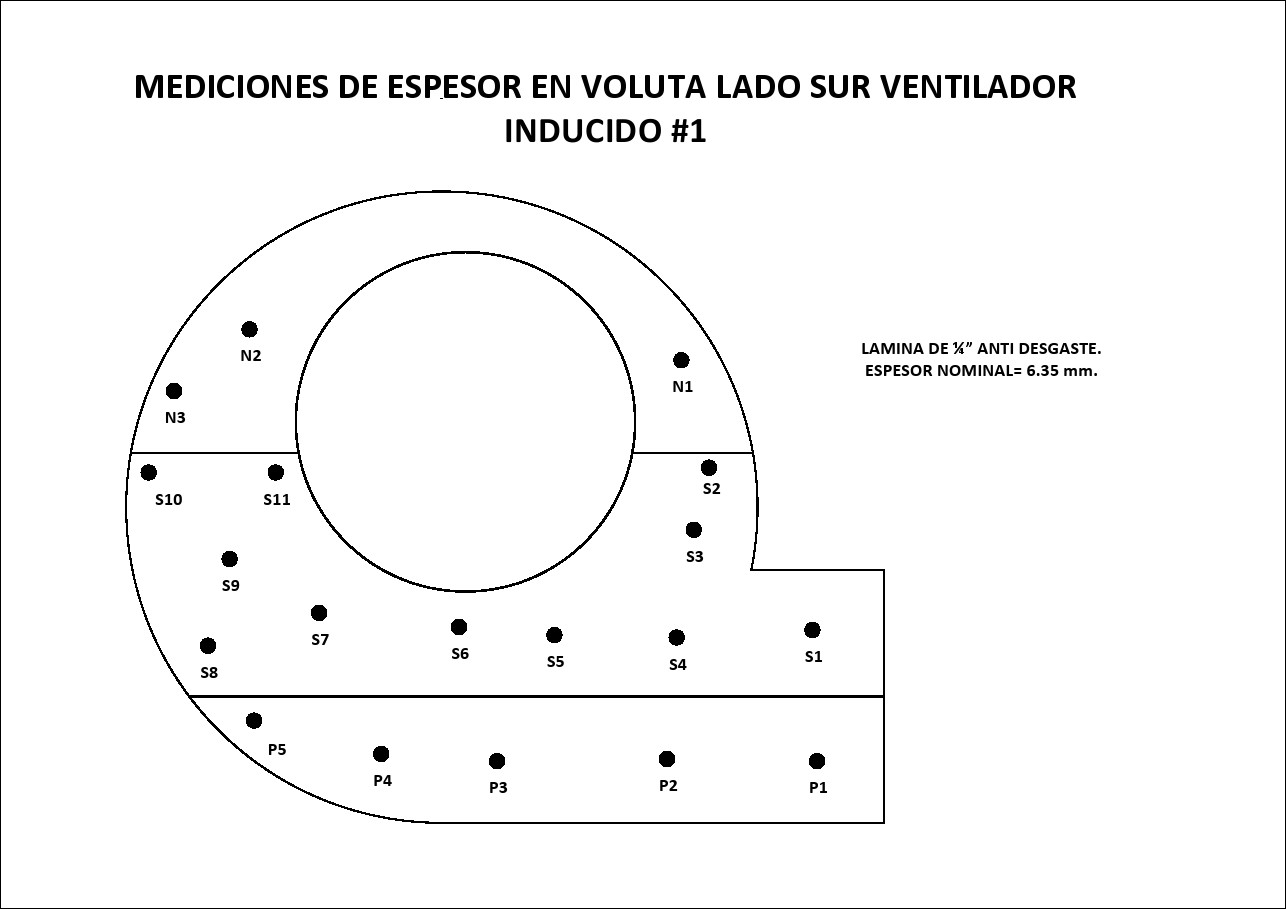 MEDICIONES DE ESPESOR EN VOLUTA LADO SUR VENTILADOR
INDUCIDO #1
LAMINA DE ¼” ANTI DESGASTE.
ESPESOR NOMINAL= 6.35 mm.
N2
N1
N3
S10
S11
S2
S3
S9
S7
S6
S5
S4
S1
S8
P5
P4
P3
P2
P1